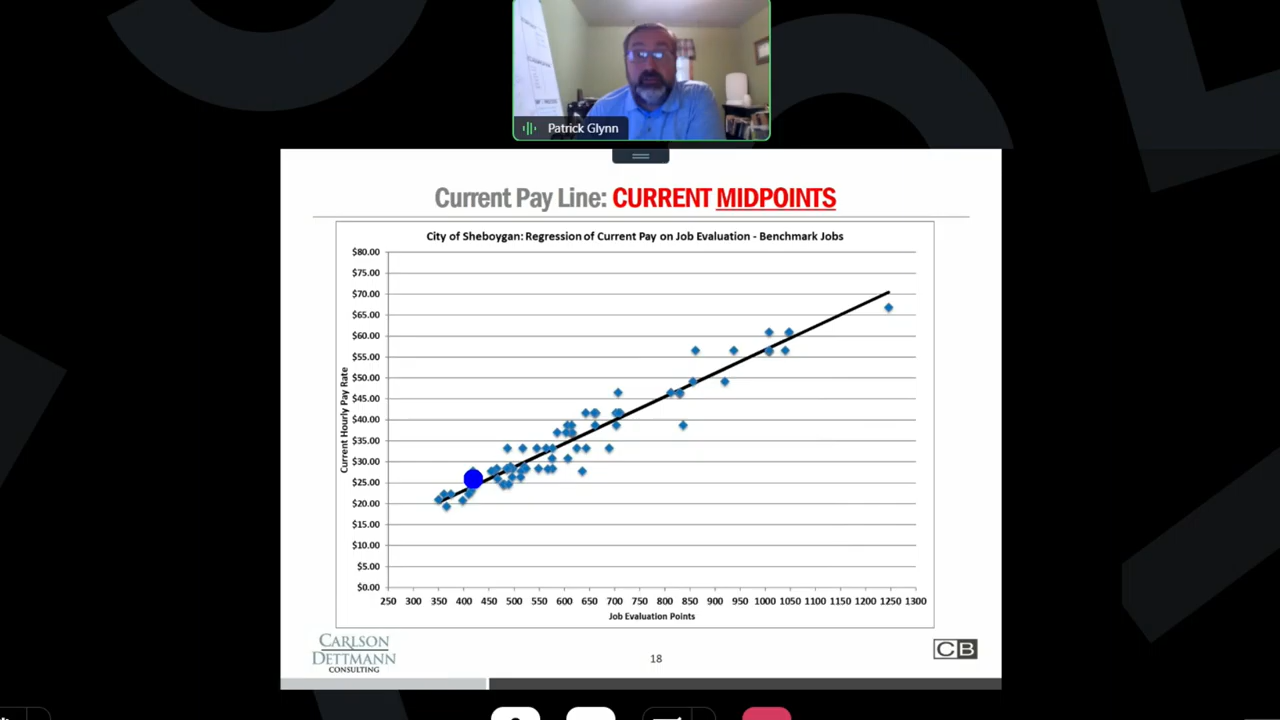 Patrick Glynn
Current Pay Line: CURRENT MIDPOINTS
City of Sheboygan: Regression of Current Pay on Job Evaluation - Benchmark Jobs
$80.00
$75.00
$70.00
$65.00
$60.00
$55.00
$50.00
$45.00
$40.00
$35.00
$30.00
$25.00
$20.00
$15.00
$10.00
$5.00
$0.00
Current Hourly Pay Rate
250 300 350 400 450 500 550 600 650 700 750 800 850 900 950 1000 1050 1100 1150 1200 1250 1300
Job Evaluation Points
CARLSON
DETTMANN
CONSULTING
18
CB